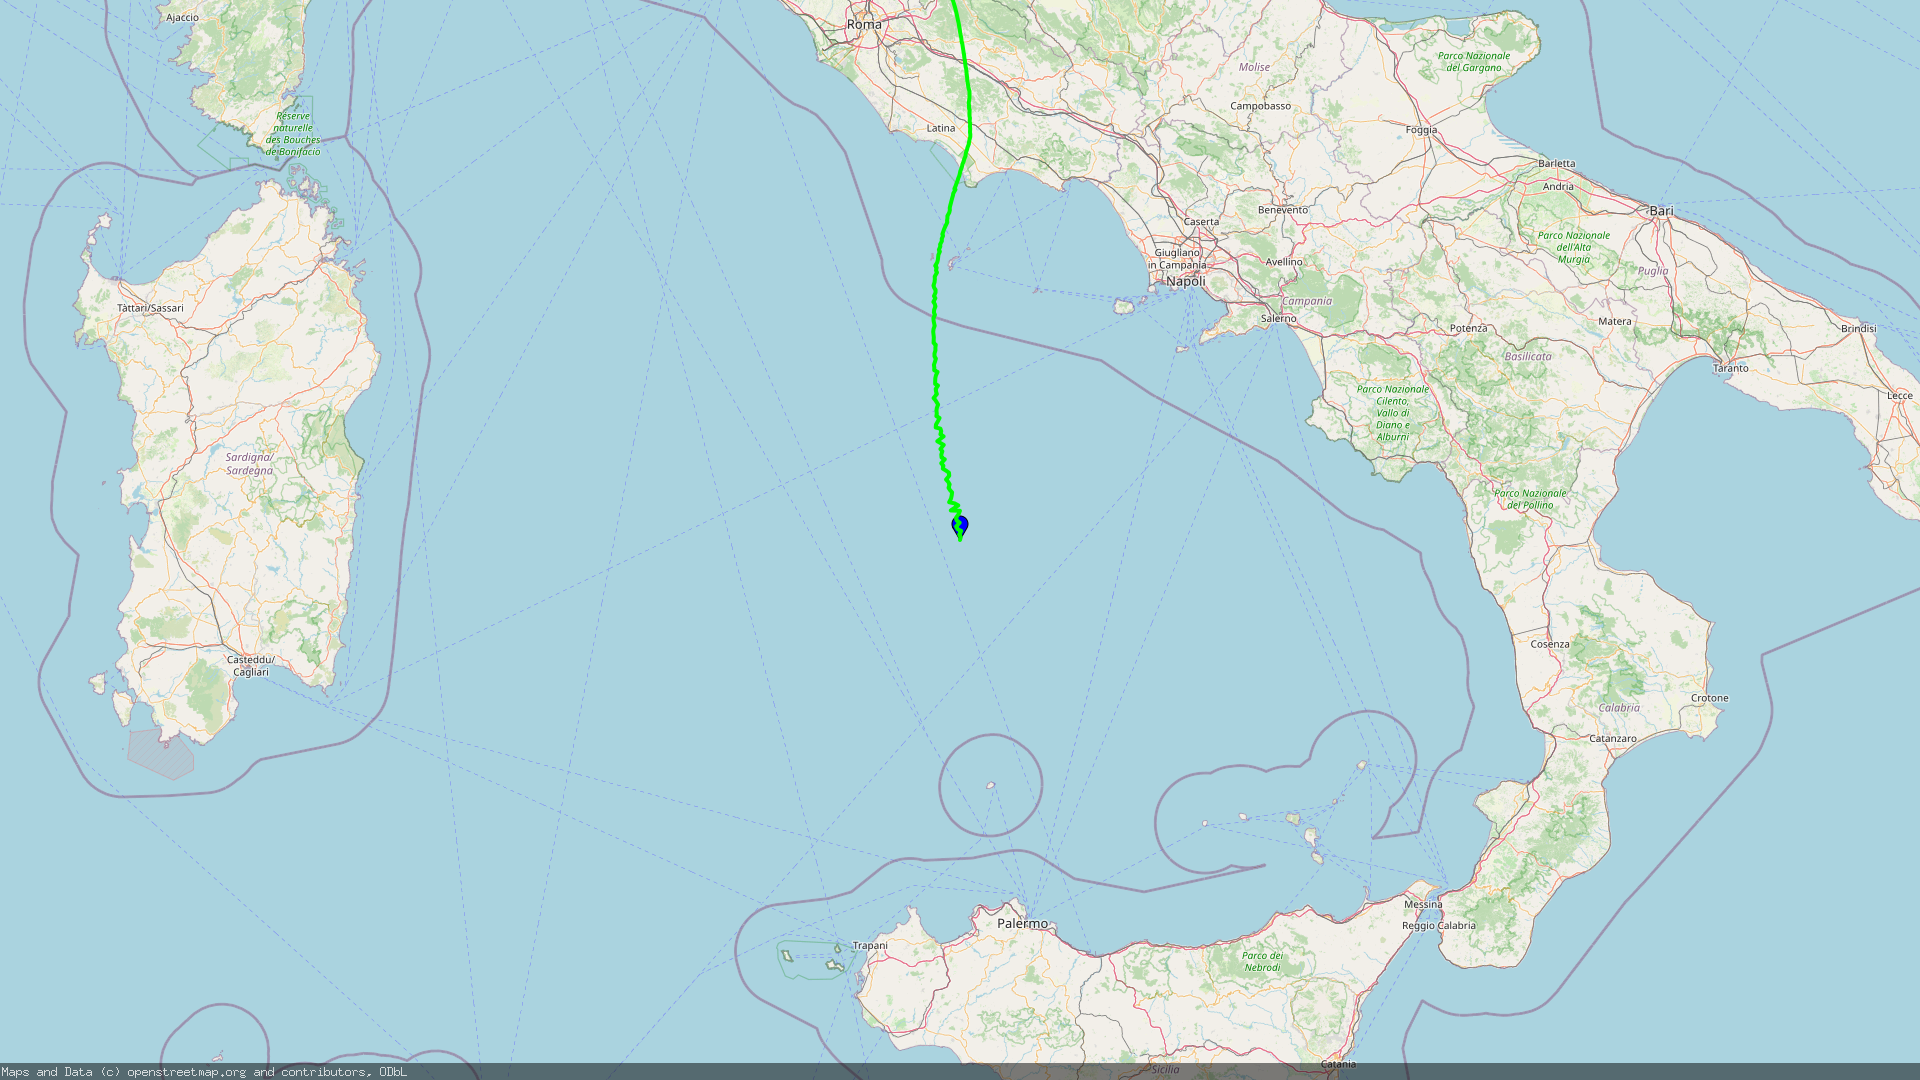 Ajaccio
Roma
Parco Nazionale
del Gargano
Molise
Campobasso
Réserve
naturelle
des Bouches
de Bonifacio
Latina
Foggia
Barletta
Andria
Bari
Benevento
Caserta
Parco Nazionale
dell'Alta
Murgia
Giugliano
in Campania
Napoli
Avellino
Puglia
Campania
Tàttari/Sassari
Salerno
Matera
Potenza
Brindisi
Basilicata
Taranto
Parco Nazionale
Cilento,
Vallo di
Diano e
Alburni
Lecce
Sardigna/
Sardegna
Parco Nazionale
del Pollino
Cosenza
Casteddu/
Cagliari
Crotone
Calabria
Catanzaro
Messina
Palermo
Reggio Calabria
Trapani
Parco dei
Nebrodi
Catania
Sicilia
Maps and Data (c) openstreetmap.org and contributors, ODbL